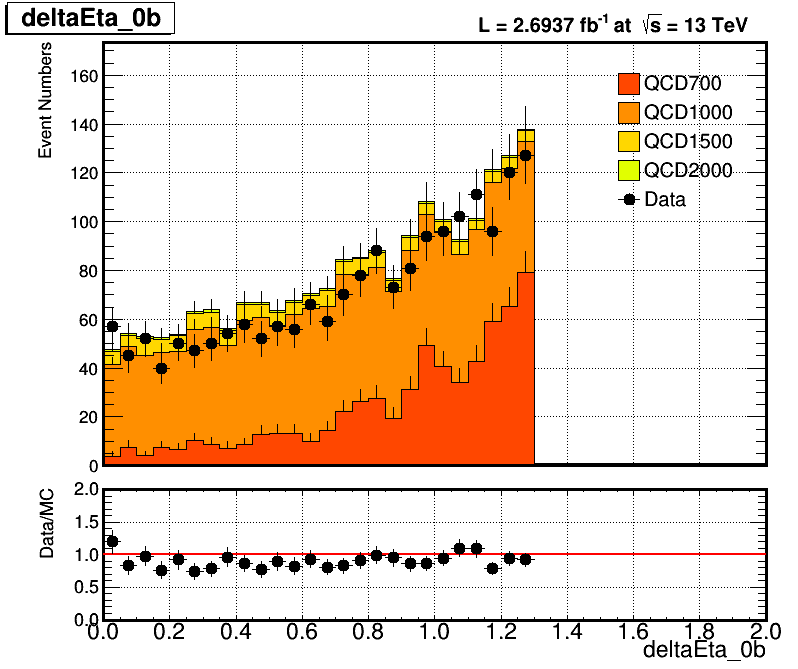 deltaEta_0b
L = 2.6937 fb⁻¹ at √s = 13 TeV
Event Numbers
160
140
120
100
80
60
40
20
0
QCD700
QCD1000
QCD1500
QCD2000
Data
Data/MC
2.0
1.5
1.0
0.5
0.0
0.0 0.2 0.4 0.6 0.8 1.0 1.2 1.4 1.6 1.8 2.0
deltaEta_0b